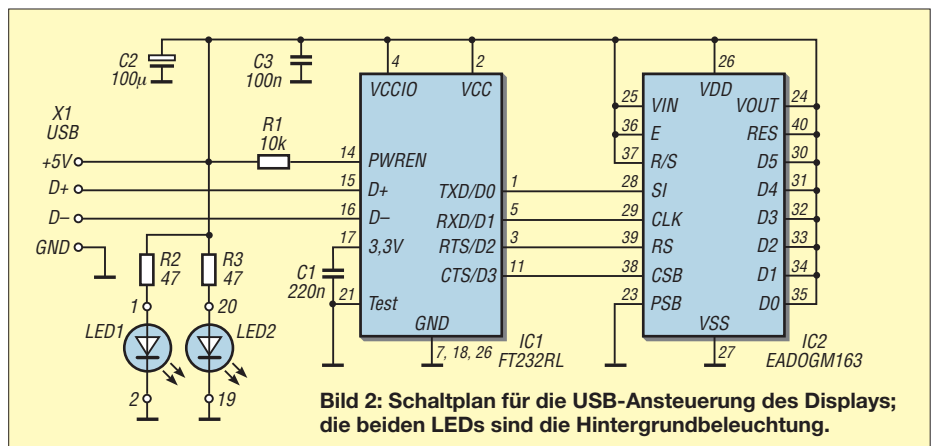 C2
100µ
C3
100n
4
2
26
VCCIO
VCC
VDD
X1
USB
+5V
D+
D–
GND
R1
10k
14
PWREN
15
D+
16
D–
17
3,3V
C1
220n
21
Test
GND
7, 18, 26
IC1
FT232RL
TXD/D0
1
RXD/D1
5
RTS/D2
3
CTS/D3
11
25
VIN
36
E
37
R/S
28
SI
29
CLK
39
RS
38
CSB
23
PSB
VSS
27
VOUT
24
RES
40
D5
30
D4
31
D3
32
D2
33
D1
34
D0
35
IC2
EADOGM163
R2
47
R3
47
1
20
LED1
LED2
2
19
Bild 2: Schaltplan für die USB-Ansteuerung des Displays;
die beiden LEDs sind die Hintergrundbeleuchtung.